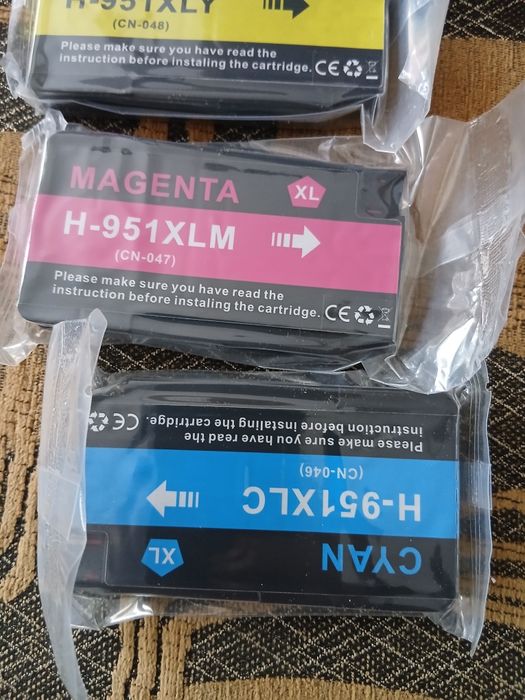 H-951XLY
(CN-048)
Please make sure you have read the
instruction before instaling the cartridge.
MAGENTA
XL
H-951XLM
(CN-047)
Please make sure you have read the
instruction before instaling the cartridge.
CYAN
XL
H-951XLC
(CN-046)
Please make sure you have read the
instruction before instaling the cartridge.